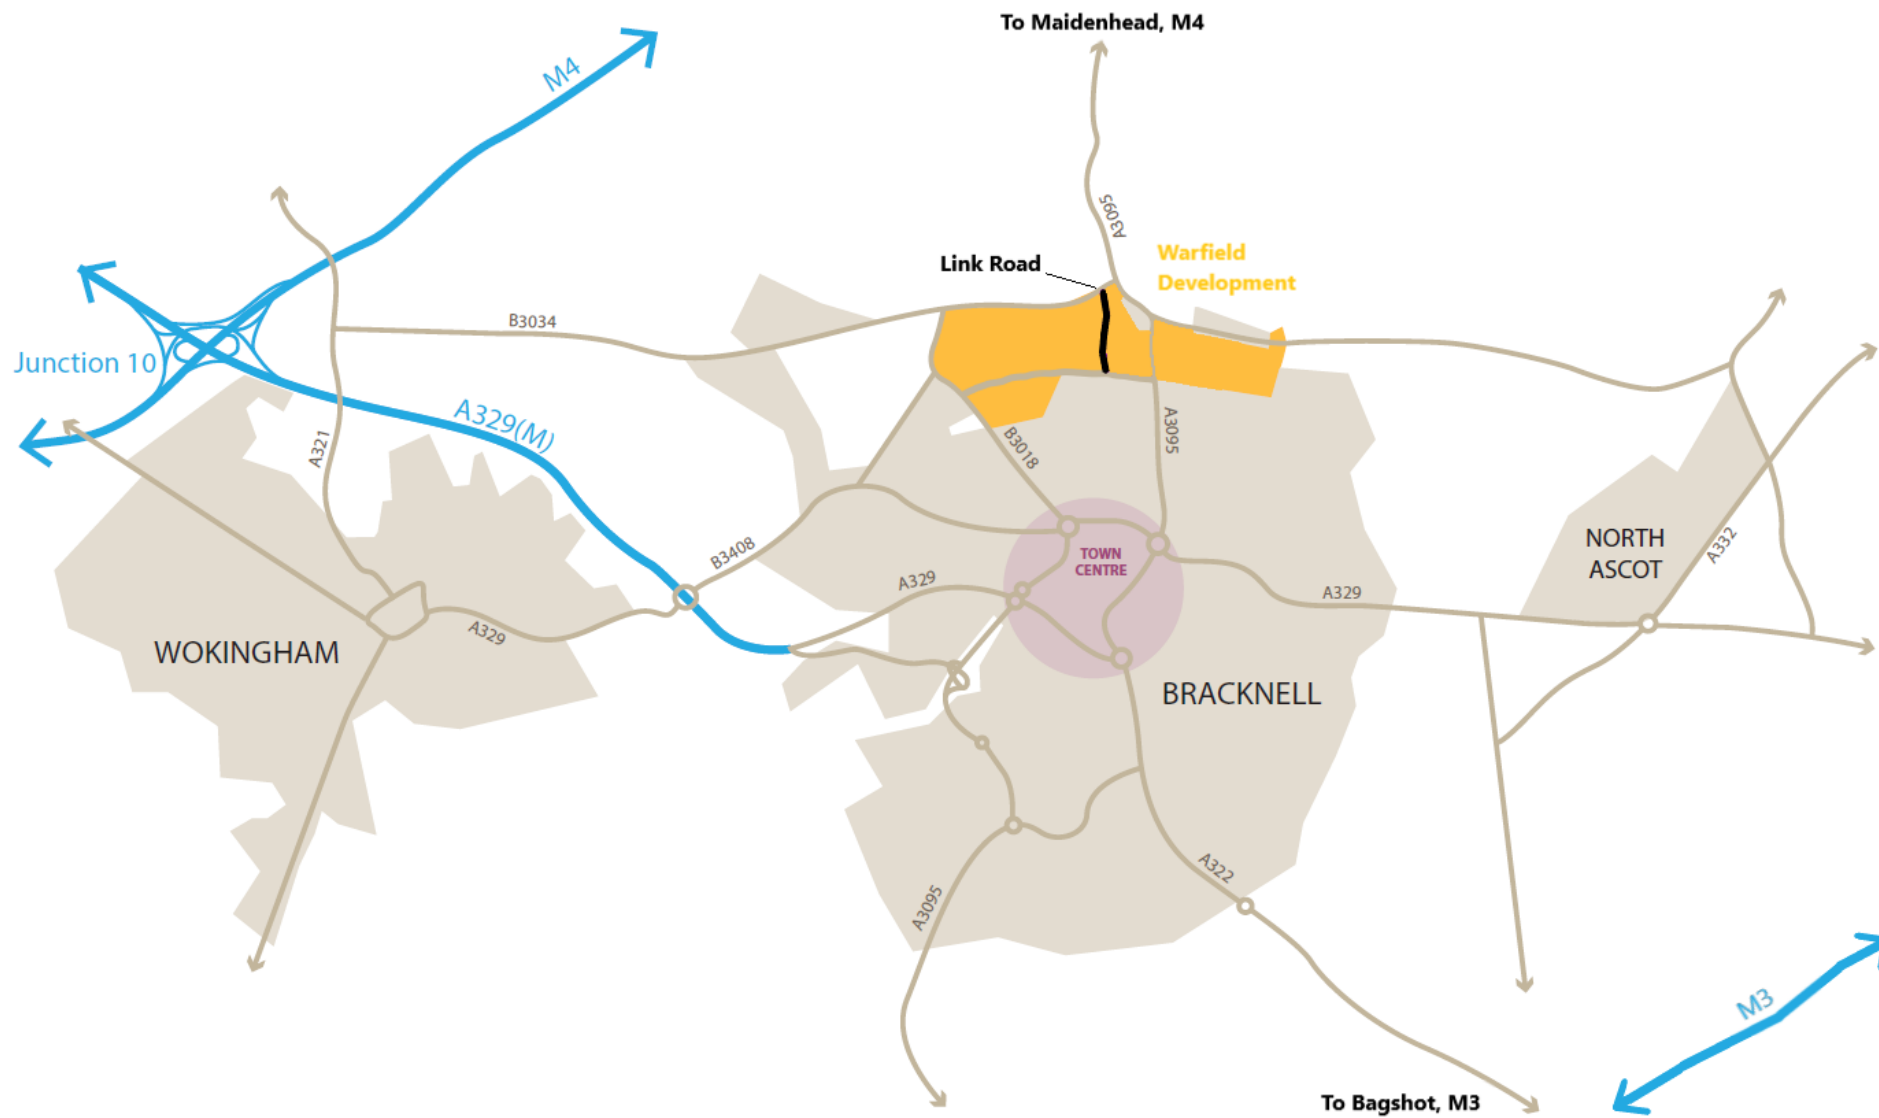 To Maidenhead, M4
M4
A3095
Warfield
Development
Link Road
B3034
Junction 10
A329(M)
A321
B3018
A3095
B3408
TOWN
CENTRE
NORTH
ASCOT
A332
A329
A329
A329
WOKINGHAM
BRACKNELL
A322
A3095
M3
To Bagshot, M3